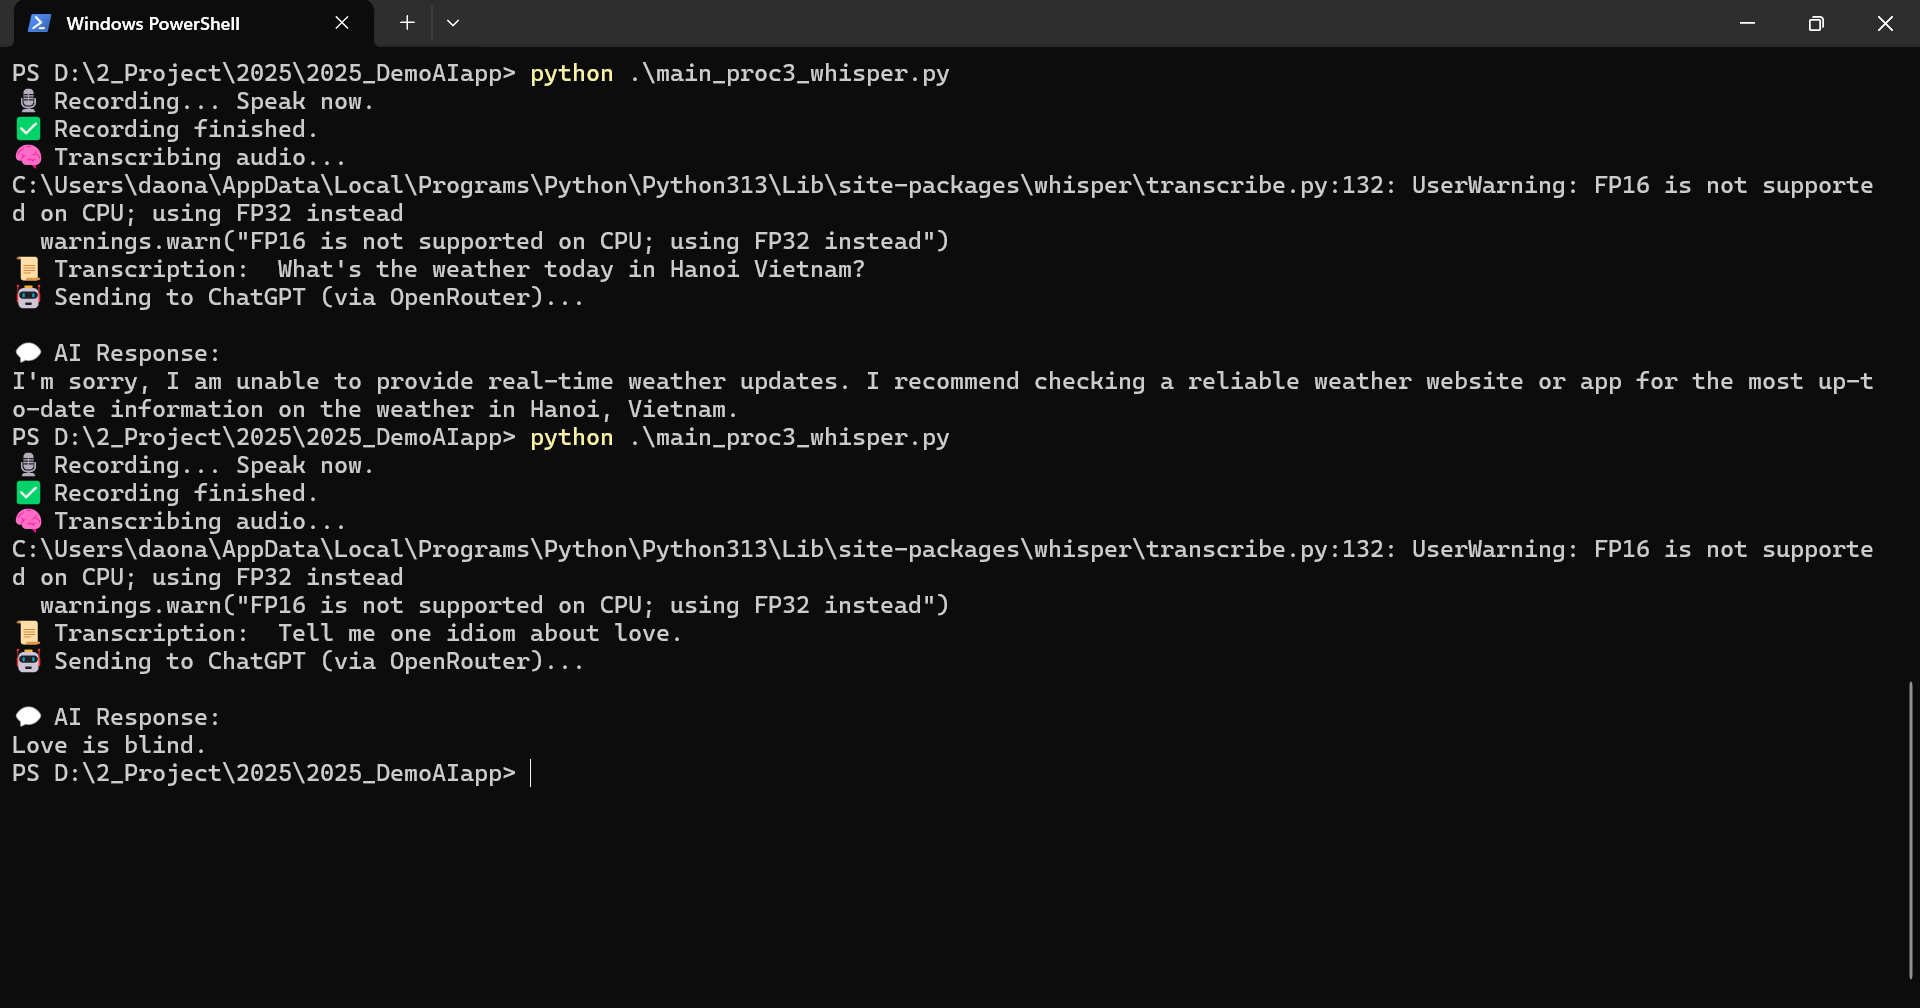 Windows PowerShell
PS D:\2_Project\2025\2025_DemoAIapp> python .\main_proc3_whisper.py
🎙 Recording... Speak now.
✅ Recording finished.
🧠 Transcribing audio...
C:\Users\daona\AppData\Local\Programs\Python\Python313\Lib\site-packages\whisper\transcribe.py:132: UserWarning: FP16 is not supporte
d on CPU; using FP32 instead
  warnings.warn("FP16 is not supported on CPU; using FP32 instead")
📜 Transcription:  What's the weather today in Hanoi Vietnam?
🤖 Sending to ChatGPT (via OpenRouter)...
💬 AI Response:
I'm sorry, I am unable to provide real-time weather updates. I recommend checking a reliable weather website or app for the most up-t
o-date information on the weather in Hanoi, Vietnam.
PS D:\2_Project\2025\2025_DemoAIapp> python .\main_proc3_whisper.py
🎙 Recording... Speak now.
✅ Recording finished.
🧠 Transcribing audio...
C:\Users\daona\AppData\Local\Programs\Python\Python313\Lib\site-packages\whisper\transcribe.py:132: UserWarning: FP16 is not supporte
d on CPU; using FP32 instead
  warnings.warn("FP16 is not supported on CPU; using FP32 instead")
📜 Transcription:  Tell me one idiom about love.
🤖 Sending to ChatGPT (via OpenRouter)...
💬 AI Response:
Love is blind.
PS D:\2_Project\2025\2025_DemoAIapp>